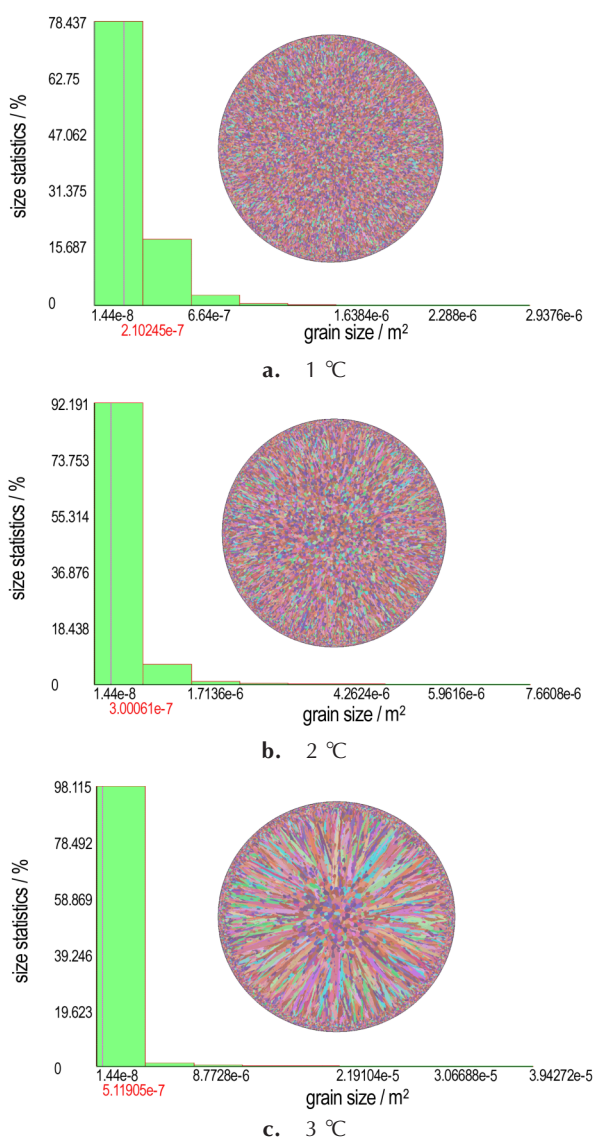 78.437
62.75
47.062
31.375
15.687
0
size statistics / %
1.44e-8 6.64e-7 1.6384e-6 2.288e-6 2.9376e-6
2.10245e-7
grain size / m²
a. 1 ℃
92.191
73.753
55.314
36.876
18.438
0
size statistics / %
1.44e-8 1.7136e-6 4.2624e-6 5.9616e-6 7.6608e-6
3.00061e-7
grain size / m²
b. 2 ℃
98.115
78.492
58.869
39.246
19.623
0
size statistics / %
1.44e-8 8.7728e-6 2.19104e-5 3.06688e-5 3.94272e-5
5.11905e-7
grain size / m²
c. 3 ℃